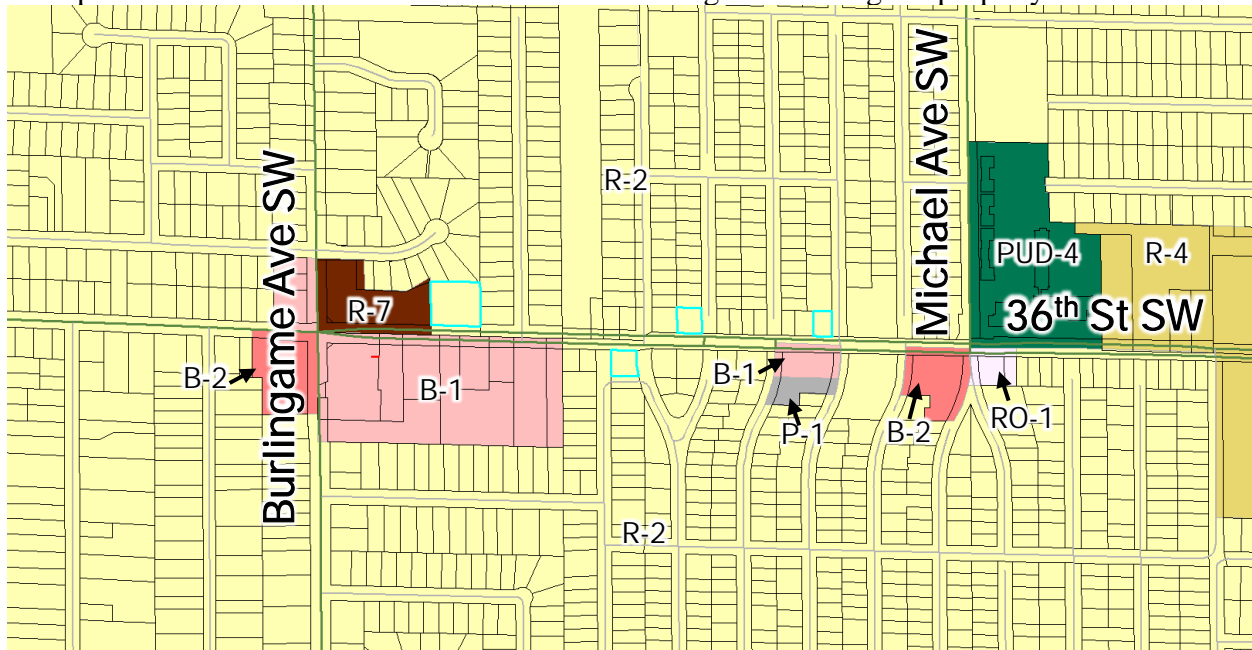 Michael Ave SW
R-2
Burlingame Ave SW
PUD-4
R-4
R-7
36th St SW
B-2
B-1
B-1
P-1
B-2
RO-1
R-2